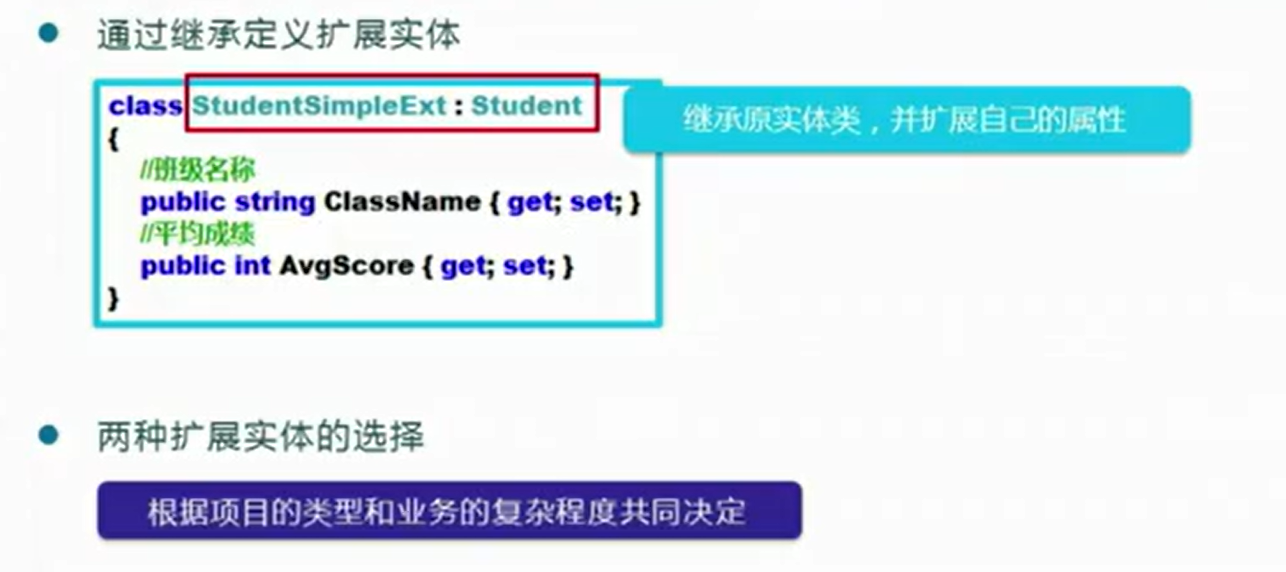 通过继承定义扩展实体
class StudentSimpleExt : Student
继承原实体类，并扩展自己的属性
{
//班级名称
public string ClassName { get; set; }
//平均成绩
public int AvgScore { get; set; }
}
两种扩展实体的选择
根据项目的类型和业务的复杂程度共同决定